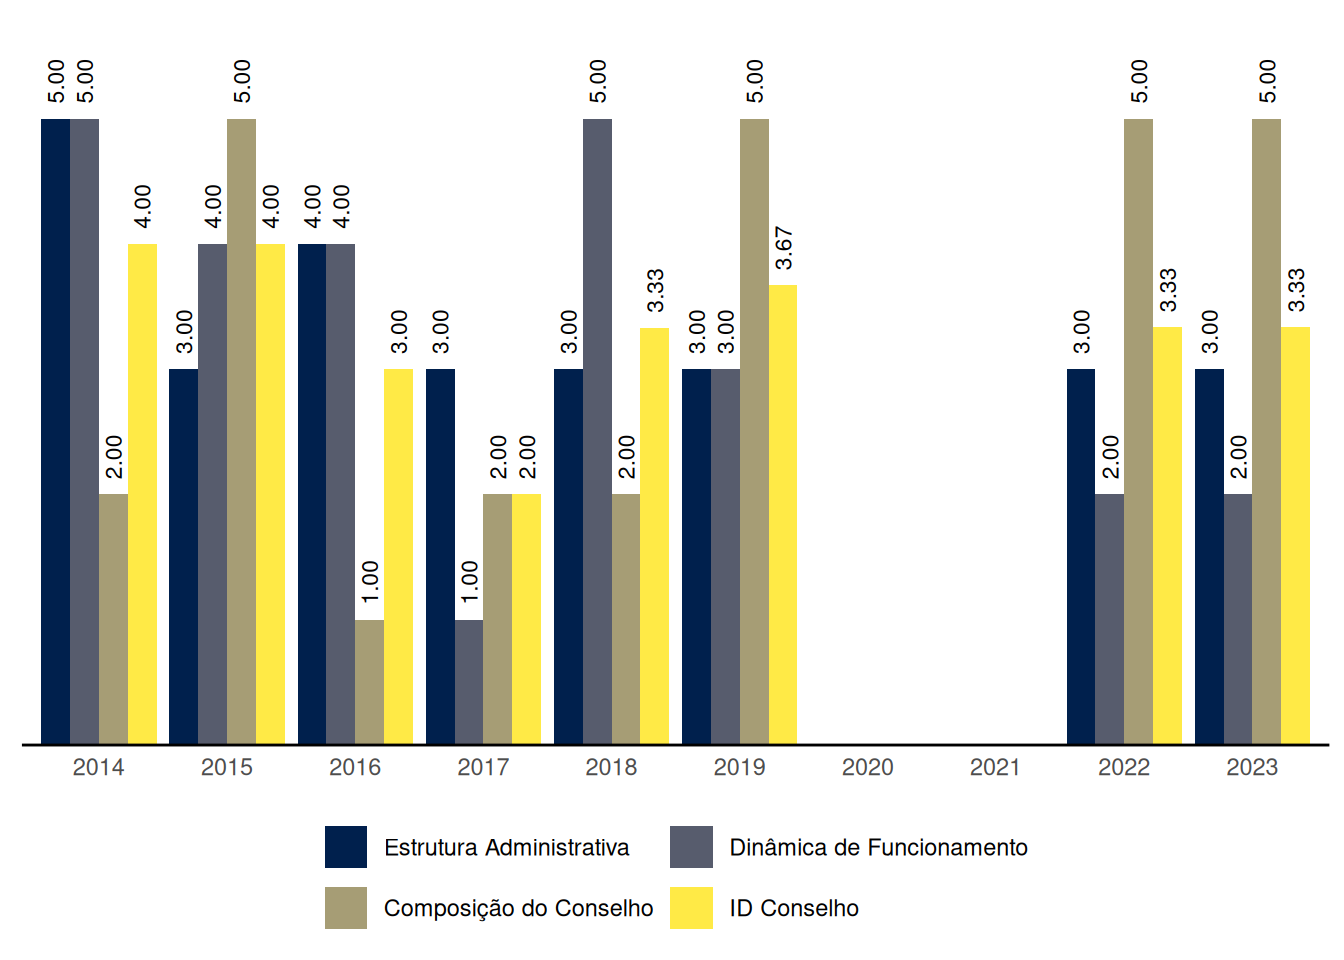 5.00 5.00 2.00 4.00
3.00 4.00 5.00 4.00
4.00 4.00 1.00 3.00
3.00 1.00 2.00 2.00
3.00 5.00 2.00 3.33
3.00 3.00 5.00 3.67
3.00 2.00 5.00 3.33
3.00 2.00 5.00 3.33
2014 2015 2016 2017 2018 2019 2020 2021 2022 2023
Estrutura Administrativa Dinâmica de Funcionamento
Composição do Conselho ID Conselho